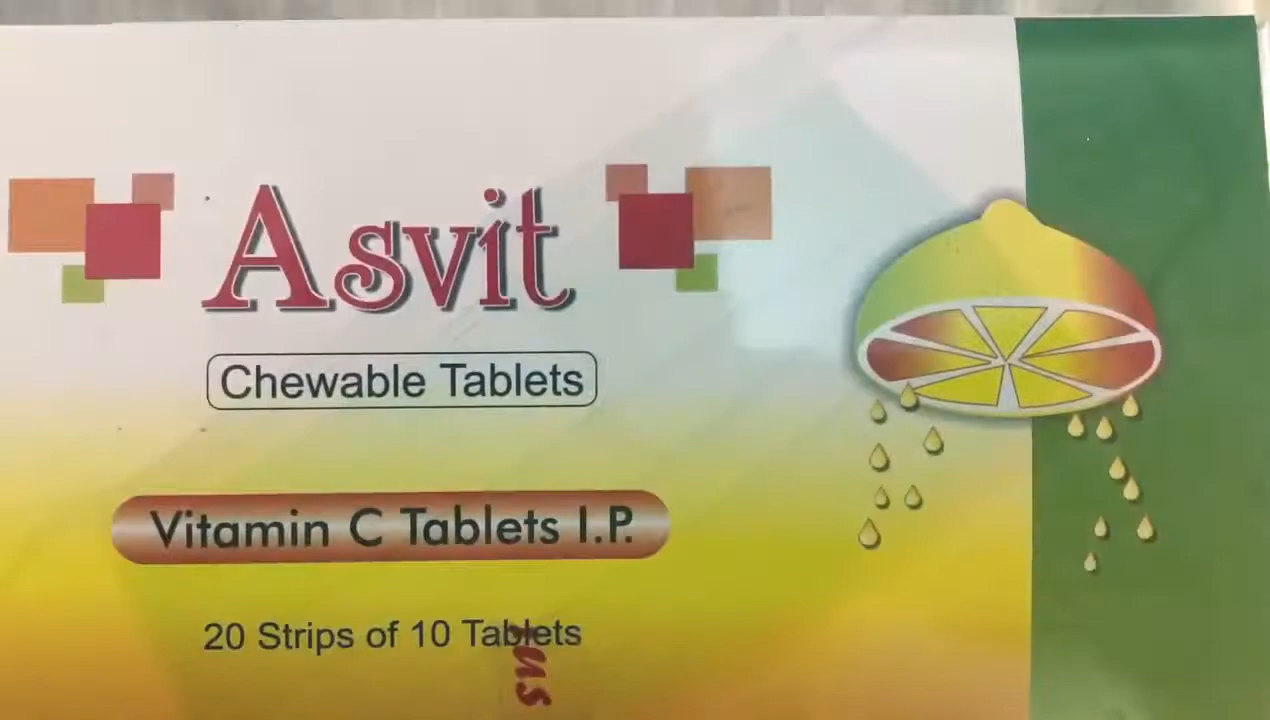 Asvit
Chewable Tablets
Vitamin C Tablets I.P.
20 Strips of 10 Tablets